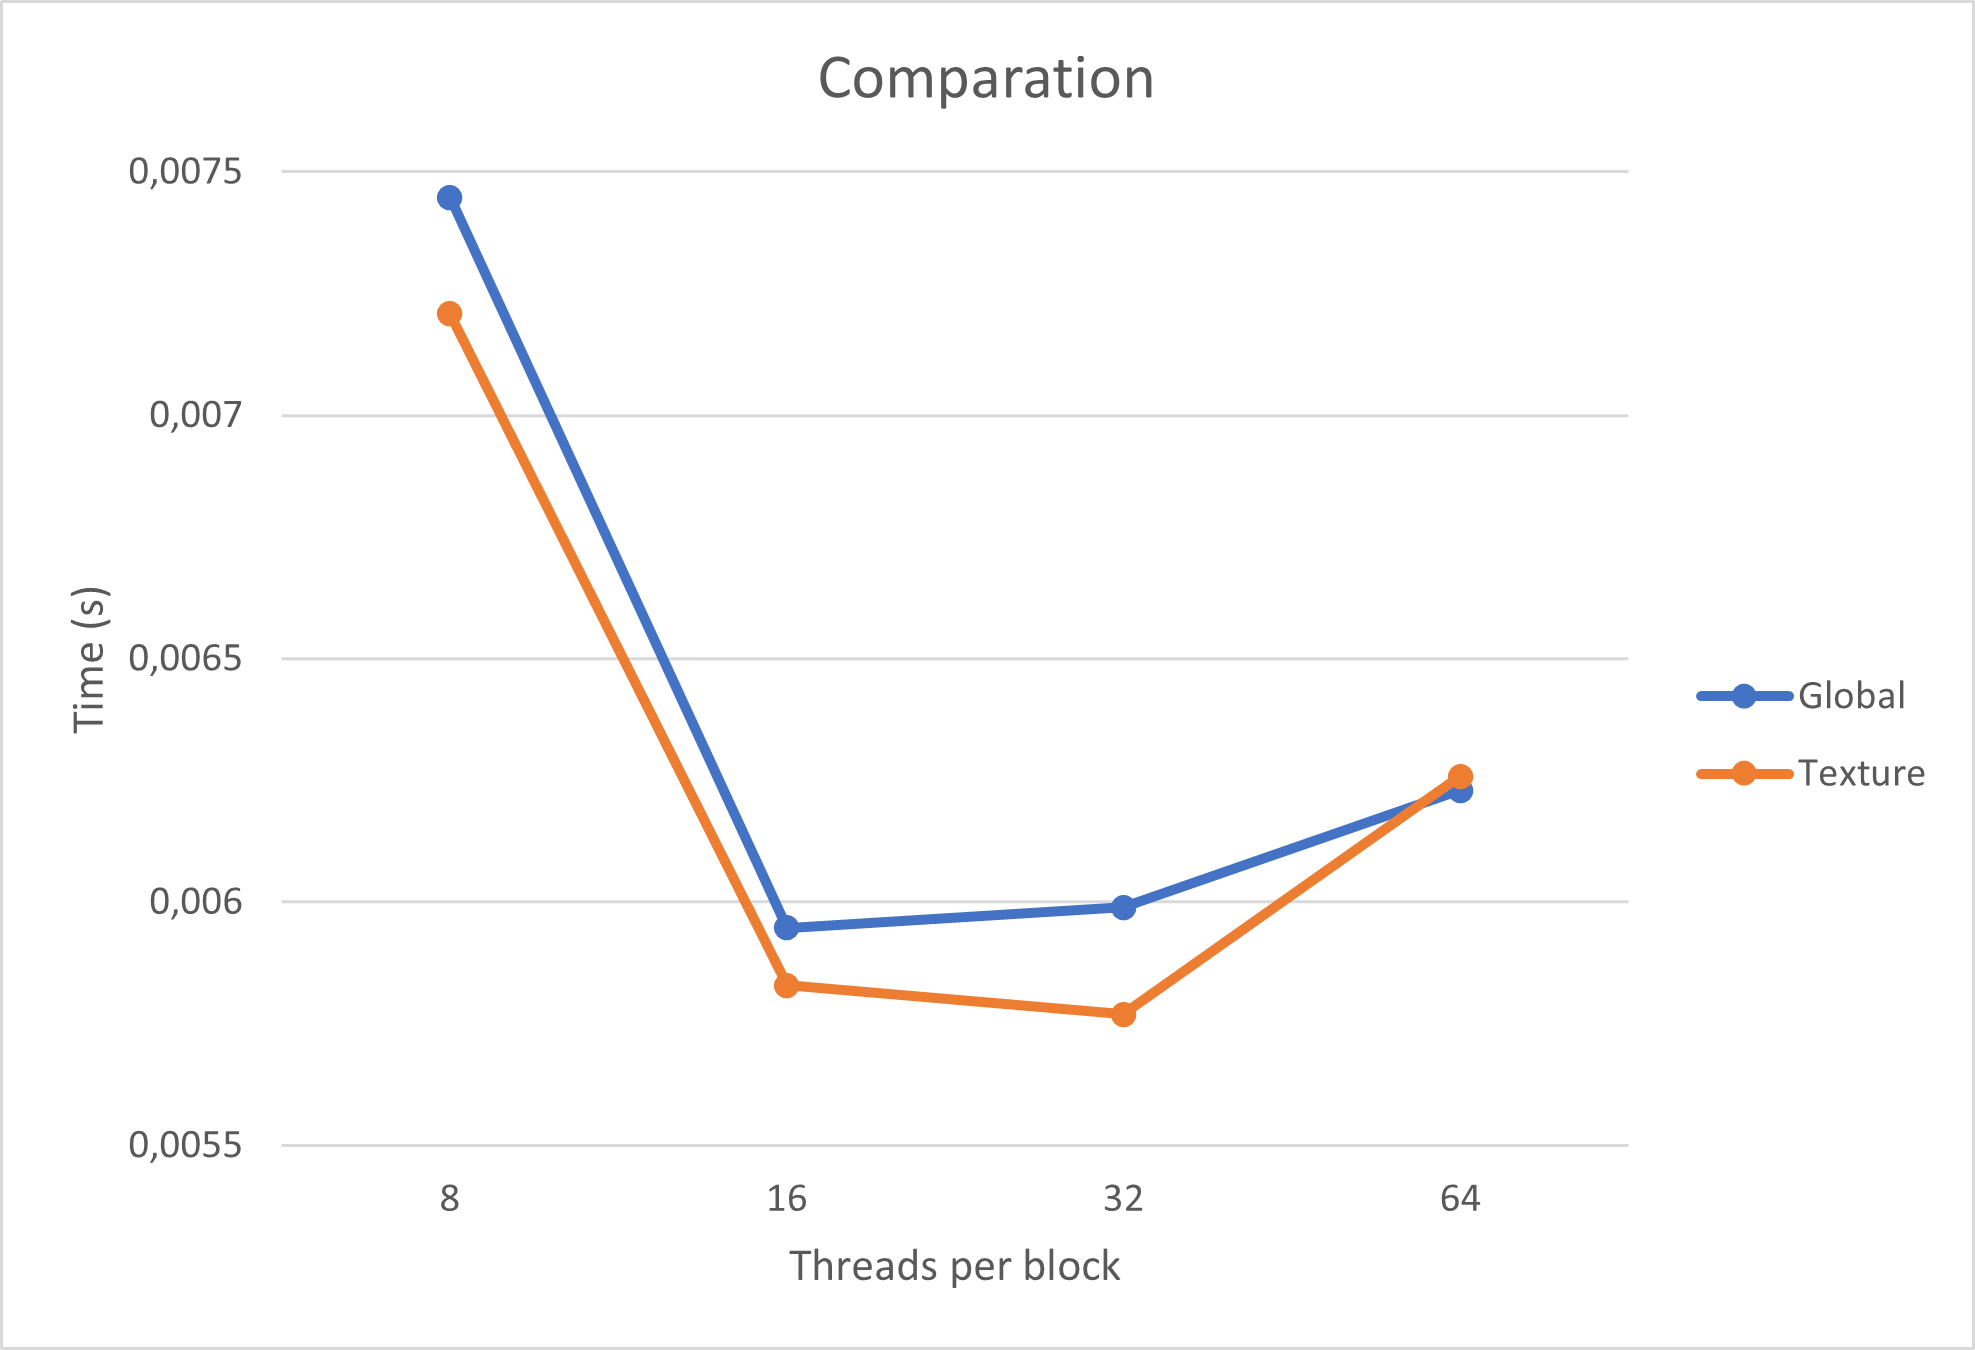 Comparation
0,0075
0,007
0,0065
0,006
0,0055
Time (s)
8 16 32 64
Threads per block
Global
Texture